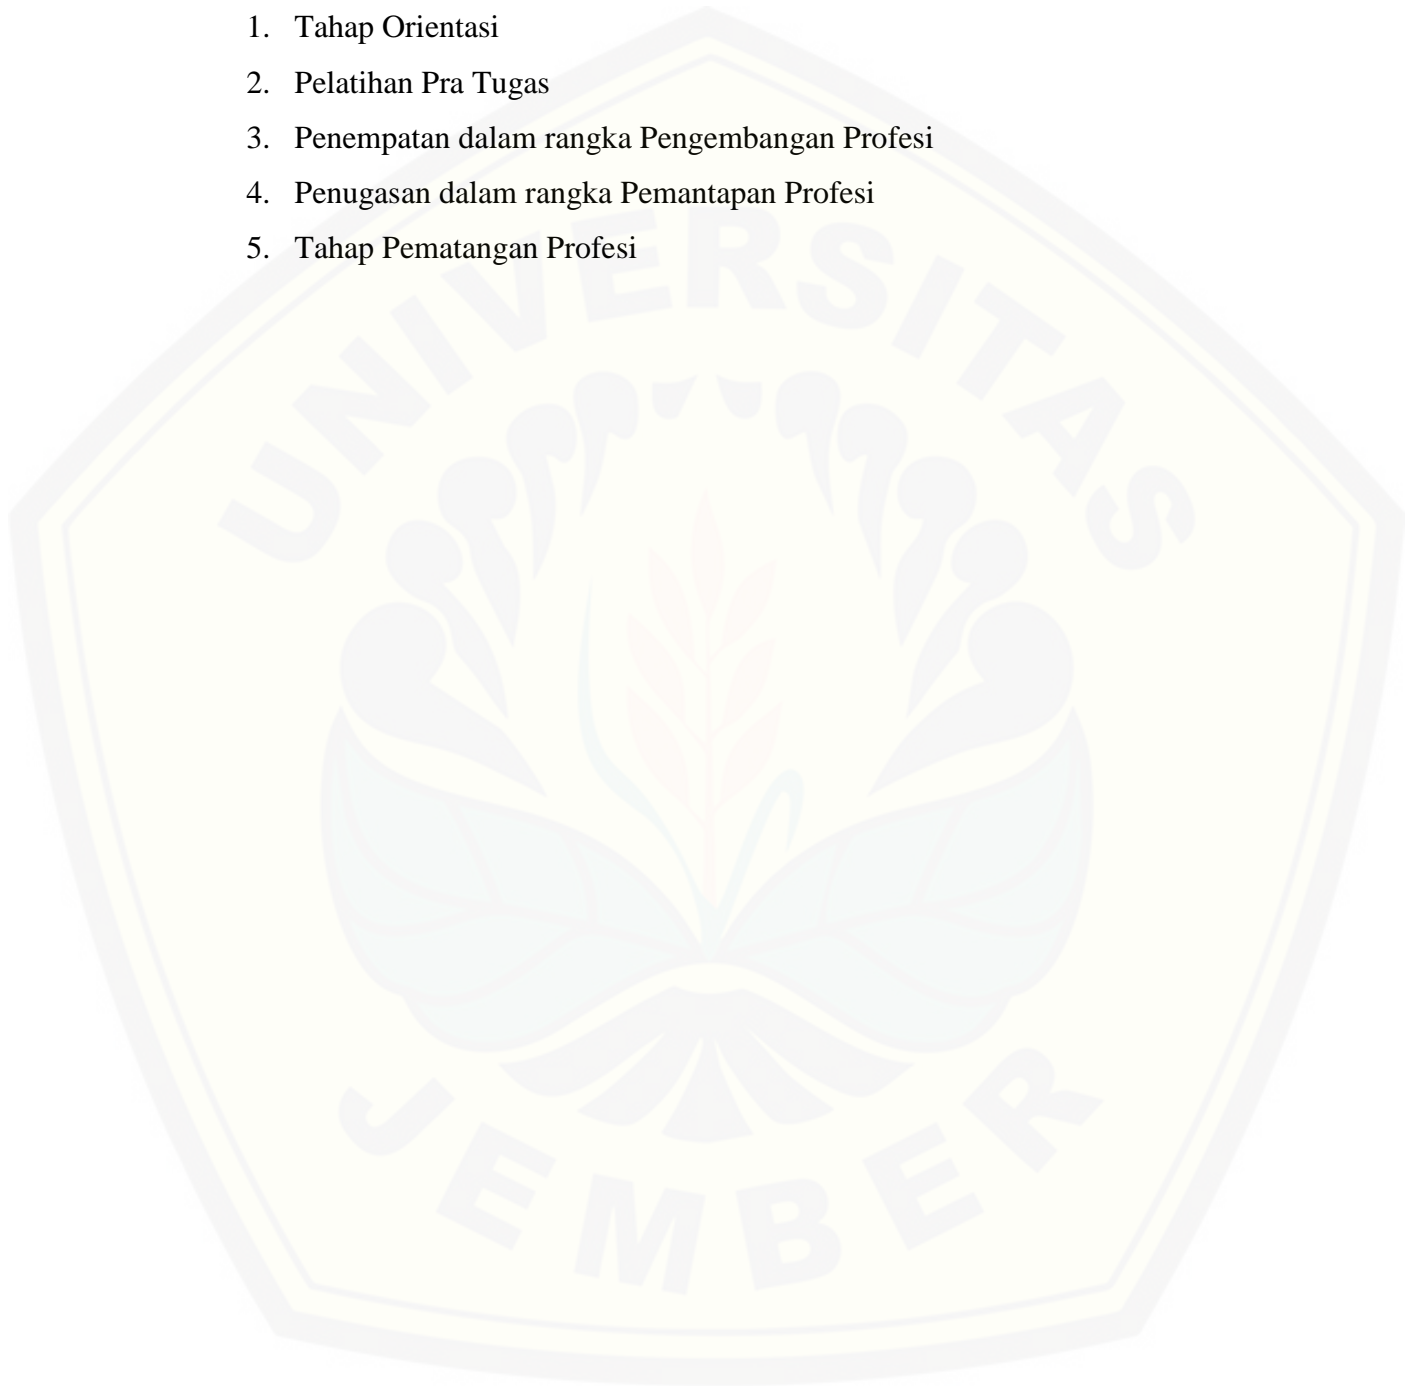 1. Tahap Orientasi
2. Pelatihan Pra Tugas
3. Penempatan dalam rangka Pengembangan Profesi
4. Penugasan dalam rangka Pemantapan Profesi
5. Tahap Pematangan Profesi
UNIVERSITAS
JEMBER